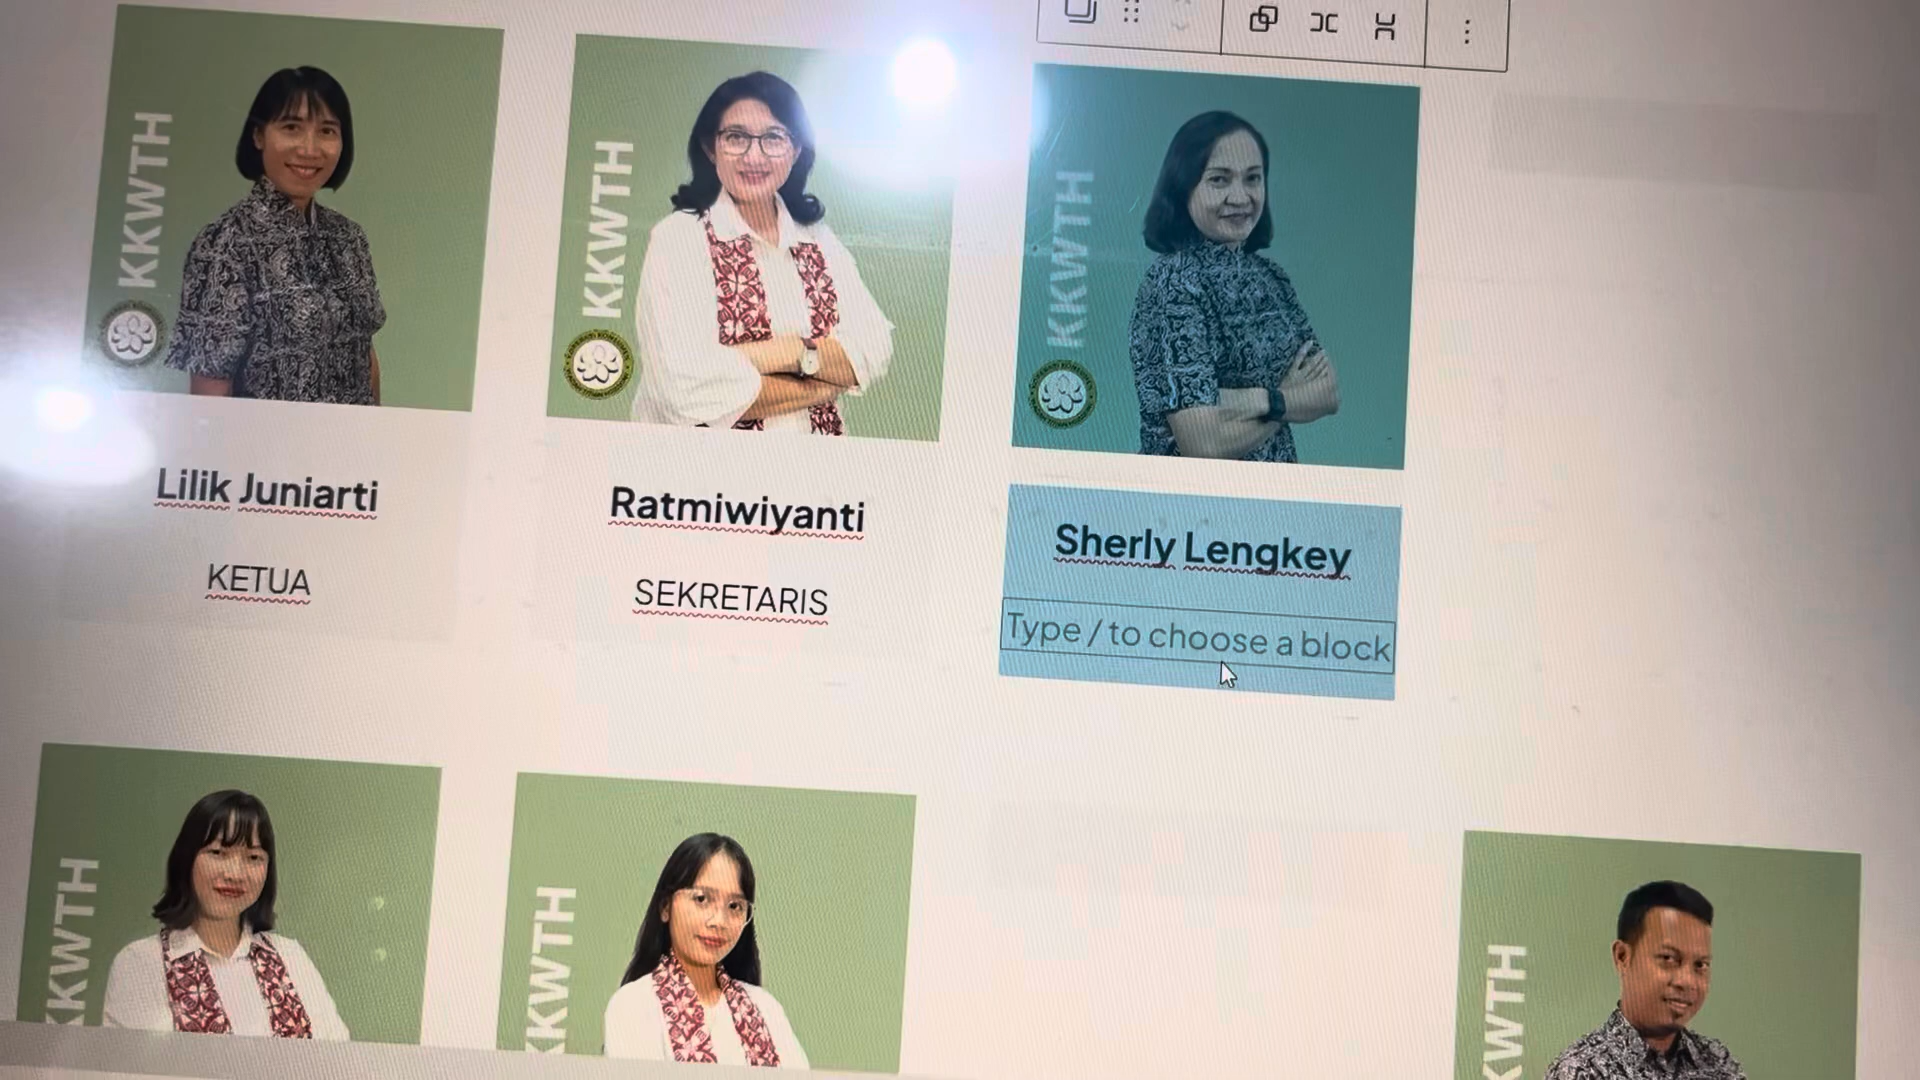 KKWTH
KKWTH
KKWTH
Lilik Juniarti
Ratmiwiyanti
Sherly Lengkey
KETUA
SEKRETARIS
Type / to choose a block
KKWTH
KKWTH
KWTH